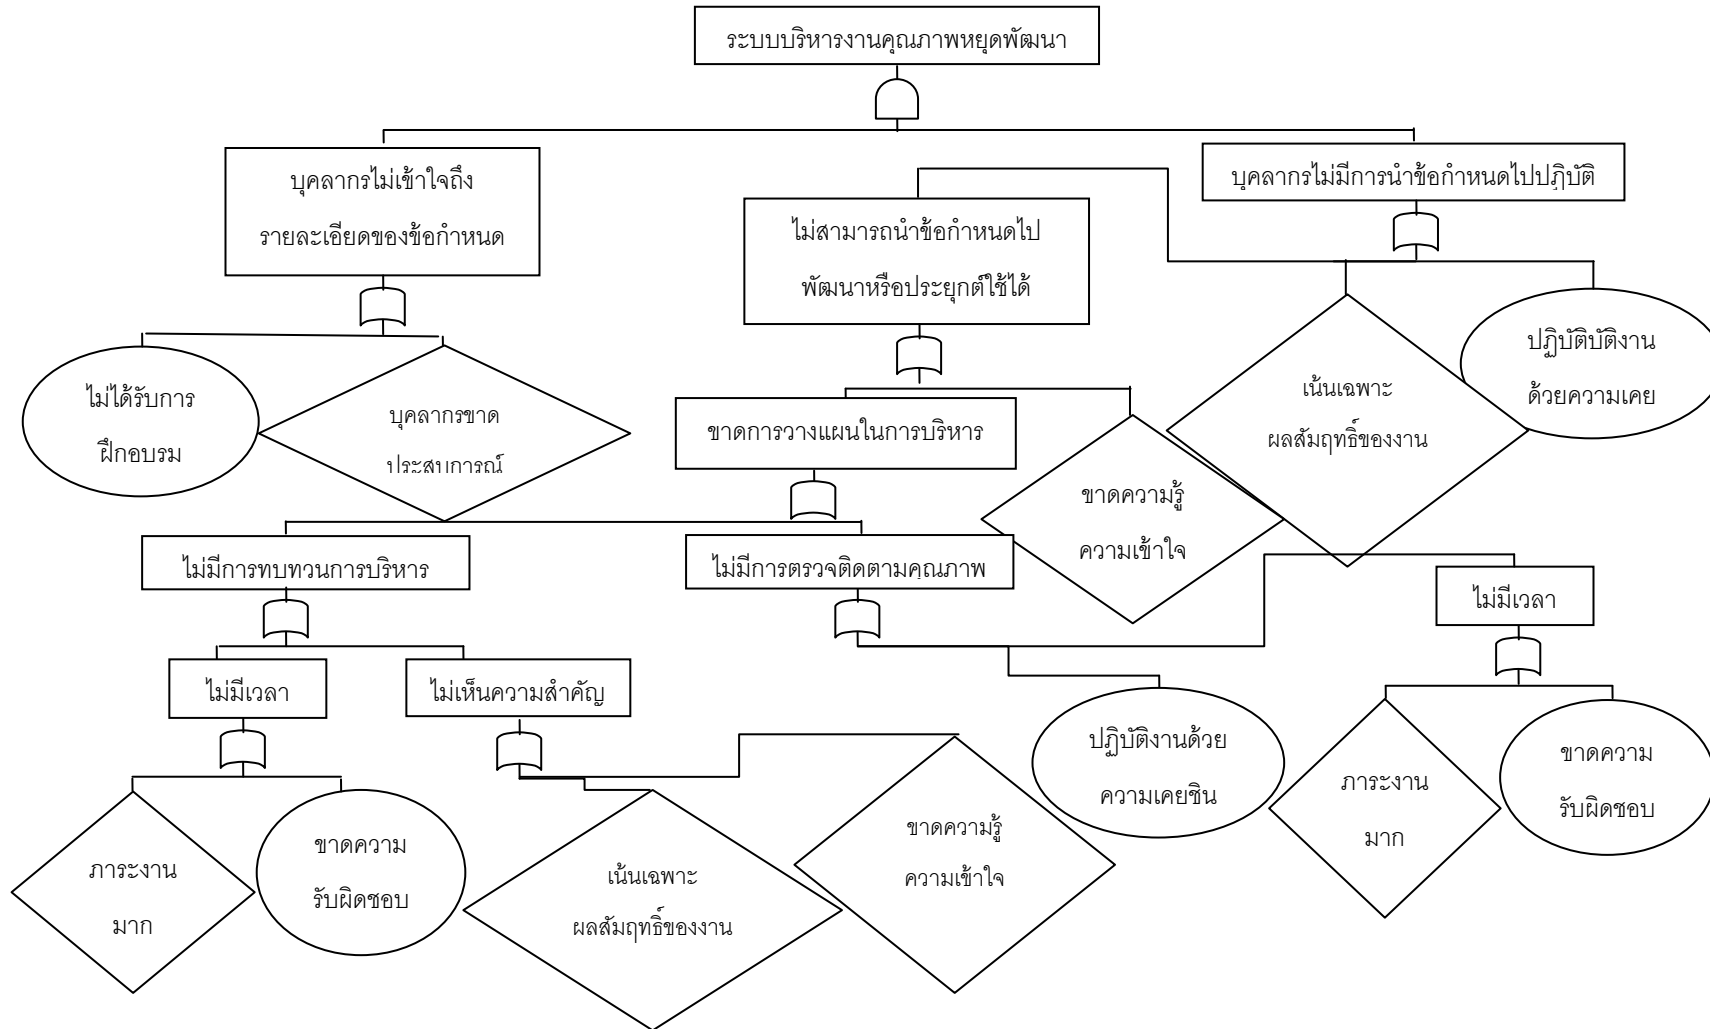 ระบบบริหารงานคุณภาพหยุดพัฒนา
บุคลากรไม่เข้าใจถึง
รายละเอียดของข้อกำหนด
ไม่สามารถนำข้อกำหนดไป
พัฒนาหรือประยุกต์ใช้ได้
บุคลากรไม่มีการนำข้อกำหนดไปปฏิบัติ
ไม่ได้รับการ
ฝึกอบรม
บุคลากรขาด
ประสบการณ์
ขาดการวางแผนในการบริหาร
ขาดความรู้
ความเข้าใจ
เน้นเฉพาะ
ผลสัมฤทธิ์ของงาน
ปฏิบัติบัติงาน
ด้วยความเคย
ไม่มีการทบทวนการบริหาร
ไม่มีการตรวจติดตามคุณภาพ
ไม่มีเวลา
ไม่มีเวลา
ไม่เห็นความสำคัญ
ปฏิบัติงานด้วย
ความเคยชิน
ภาระงาน
มาก
ขาดความ
รับผิดชอบ
ภาระงาน
มาก
ขาดความ
รับผิดชอบ
เน้นเฉพาะ
ผลสัมฤทธิ์ของงาน
ขาดความรู้
ความเข้าใจ